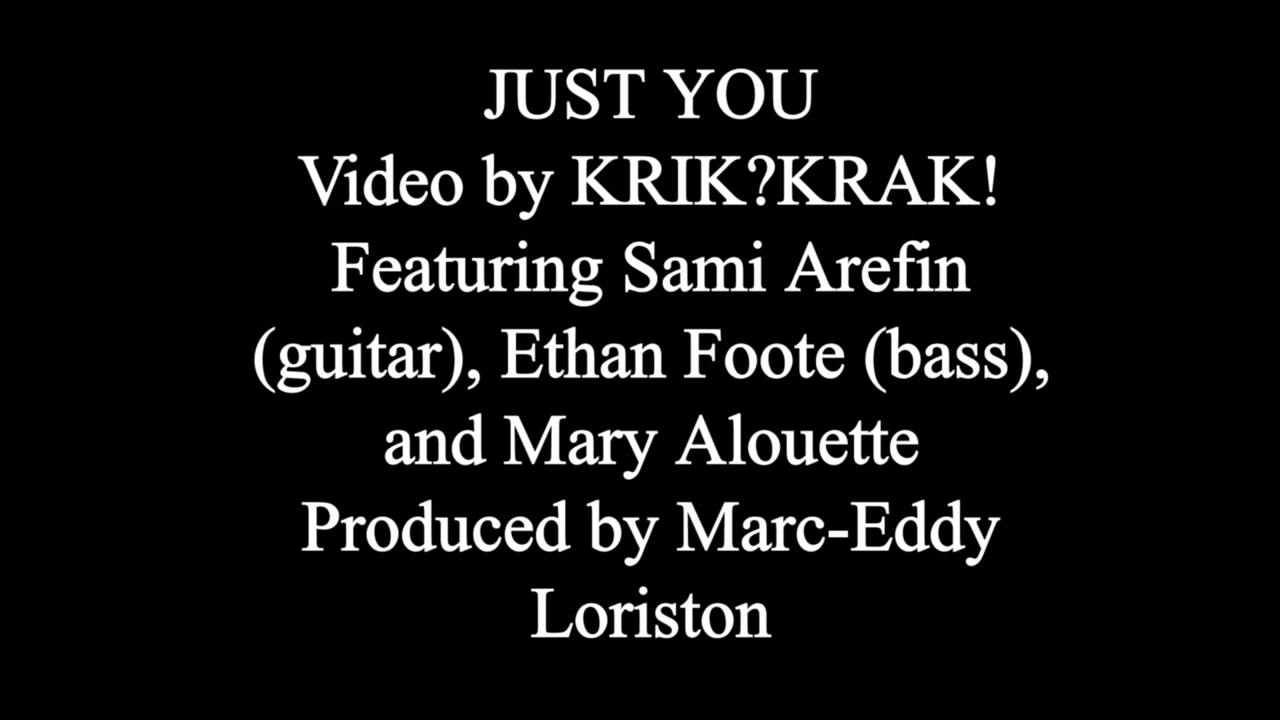 JUST YOU
Video by KRIK?KRAK!
Featuring Sami Arefin
(guitar), Ethan Foote (bass),
and Mary Alouette
Produced by Marc-Eddy
Loriston